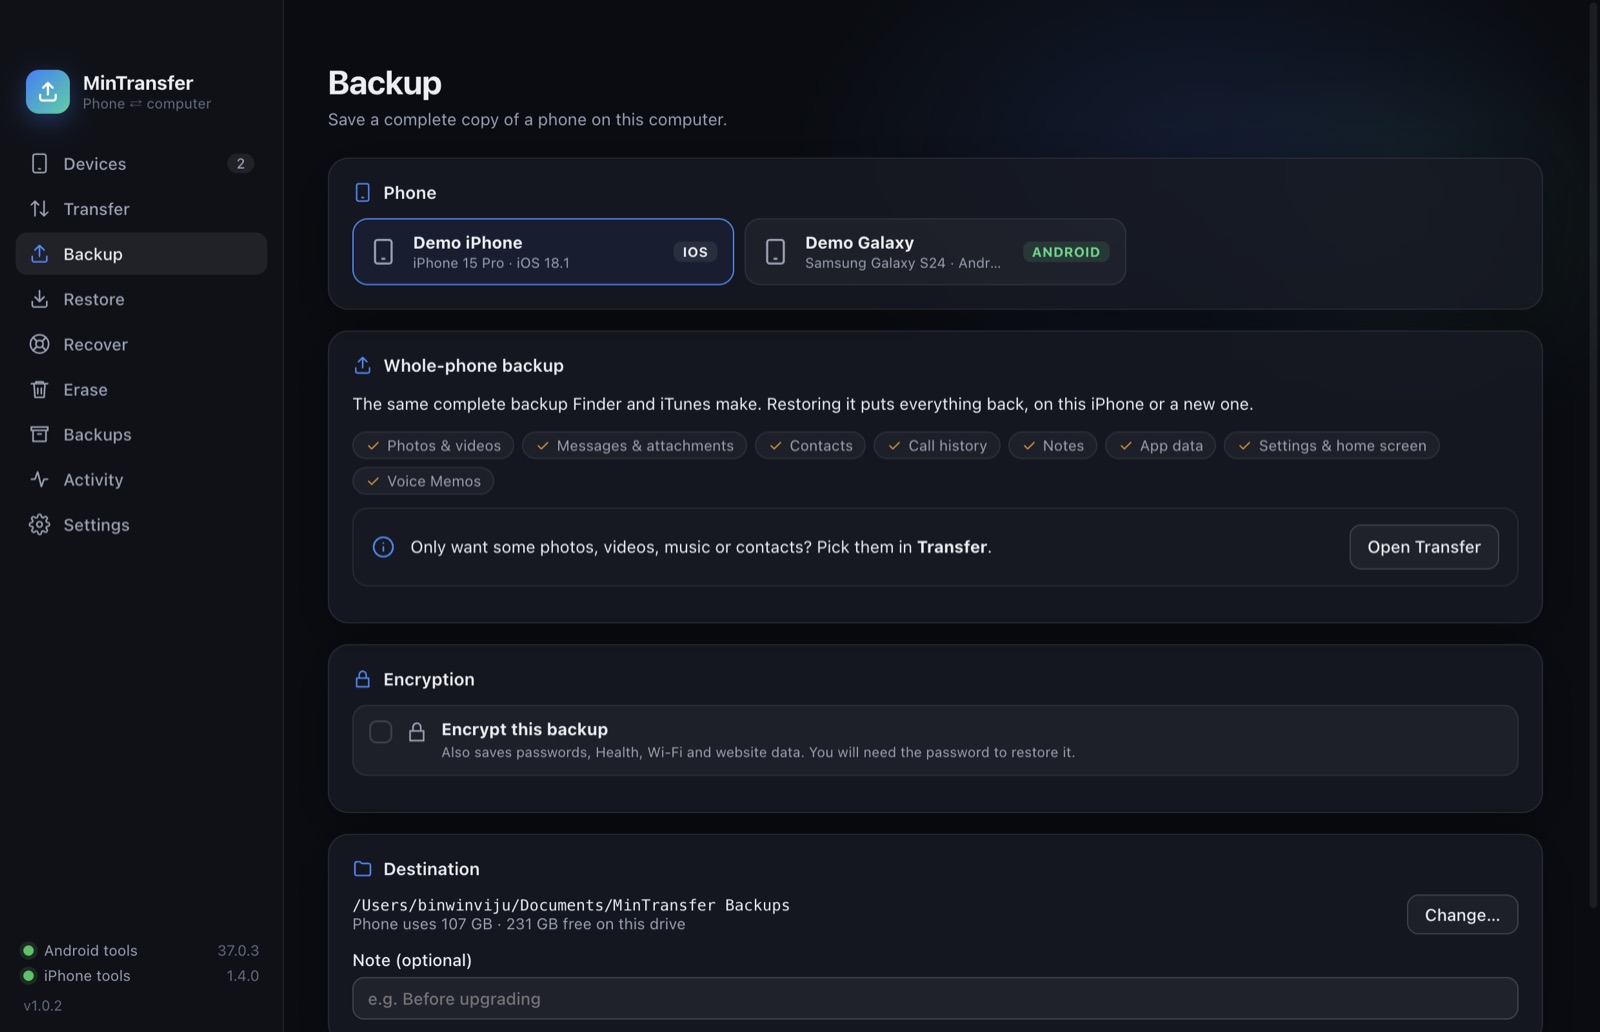 MinTransfer
Phone ⇄ computer
Devices 2
Transfer
Backup
Restore
Recover
Erase
Backups
Activity
Settings
Android tools 37.0.3
iPhone tools 1.4.0
v1.0.2
Backup
Save a complete copy of a phone on this computer.
Phone
Demo iPhone
iPhone 15 Pro · iOS 18.1
IOS
Demo Galaxy
Samsung Galaxy S24 · Andr...
ANDROID
Whole-phone backup
The same complete backup Finder and iTunes make. Restoring it puts everything back, on this iPhone or a new one.
Photos & videos Messages & attachments Contacts Call history Notes App data Settings & home screen
Voice Memos
Only want some photos, videos, music or contacts? Pick them in Transfer. Open Transfer
Encryption
Encrypt this backup
Also saves passwords, Health, Wi-Fi and website data. You will need the password to restore it.
Destination
/Users/binwinviju/Documents/MinTransfer Backups
Phone uses 107 GB · 231 GB free on this drive
Change...
Note (optional)
e.g. Before upgrading